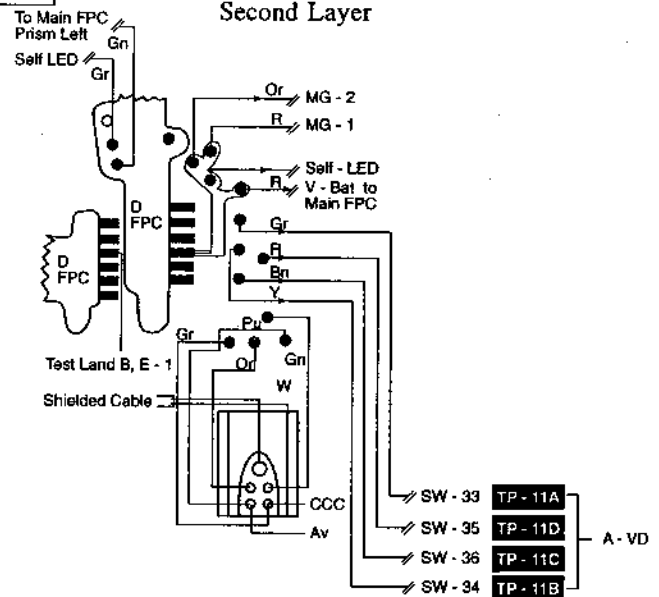 Second Layer
To Main FPC
Prism Left
Gn
Self LED
Gr
Or
MG - 2
R
MG - 1
Self - LED
R
V - Bat to
Main FPC
D
FPC
D
FPC
Gr
R
Bn
Y
Pu
Gr
Or
Gn
Test Land B, E - 1
W
Shielded Cable
CCC
Av
SW - 33 TP - 11A
SW - 35 TP - 11D
A - VD
SW - 36 TP - 11C
SW - 34 TP - 11B